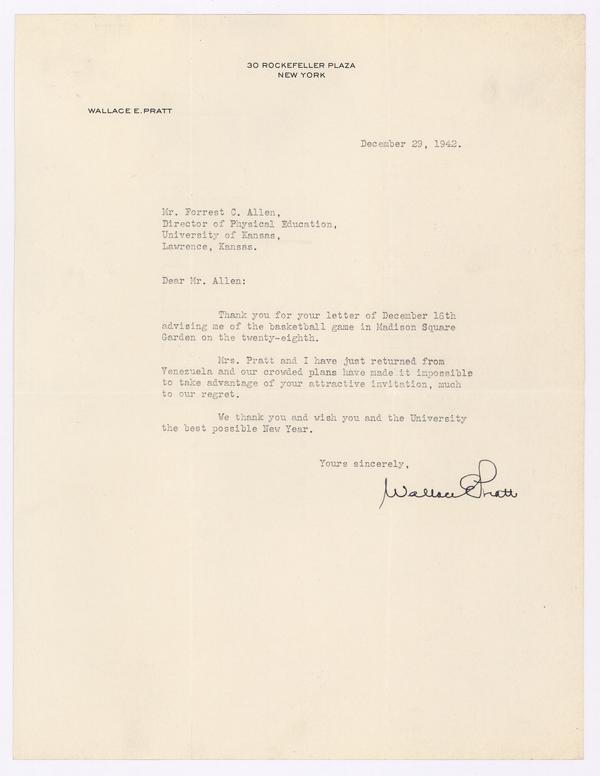 30 ROCKEFELLER PLAZA
NEW YORK
WALLACE E. PRATT
December 29, 1942.
Mr. Forrest C. Allen,
Director of Physical Education,
University of Kansas,
Lawrence, Kansas.
Dear Mr. Allen:
Thank you for your letter of December 16th
advising me of the basketball game in Madison Square
Garden on the twenty-eighth.
Mrs. Pratt and I have just returned from
Venezuela and our crowded plans have made it impossible
to take advantage of your attractive invitation, much
to our regret.
We thank you and wish you and the University
the best possible New Year.
Yours sincerely,
Wallace E Pratt